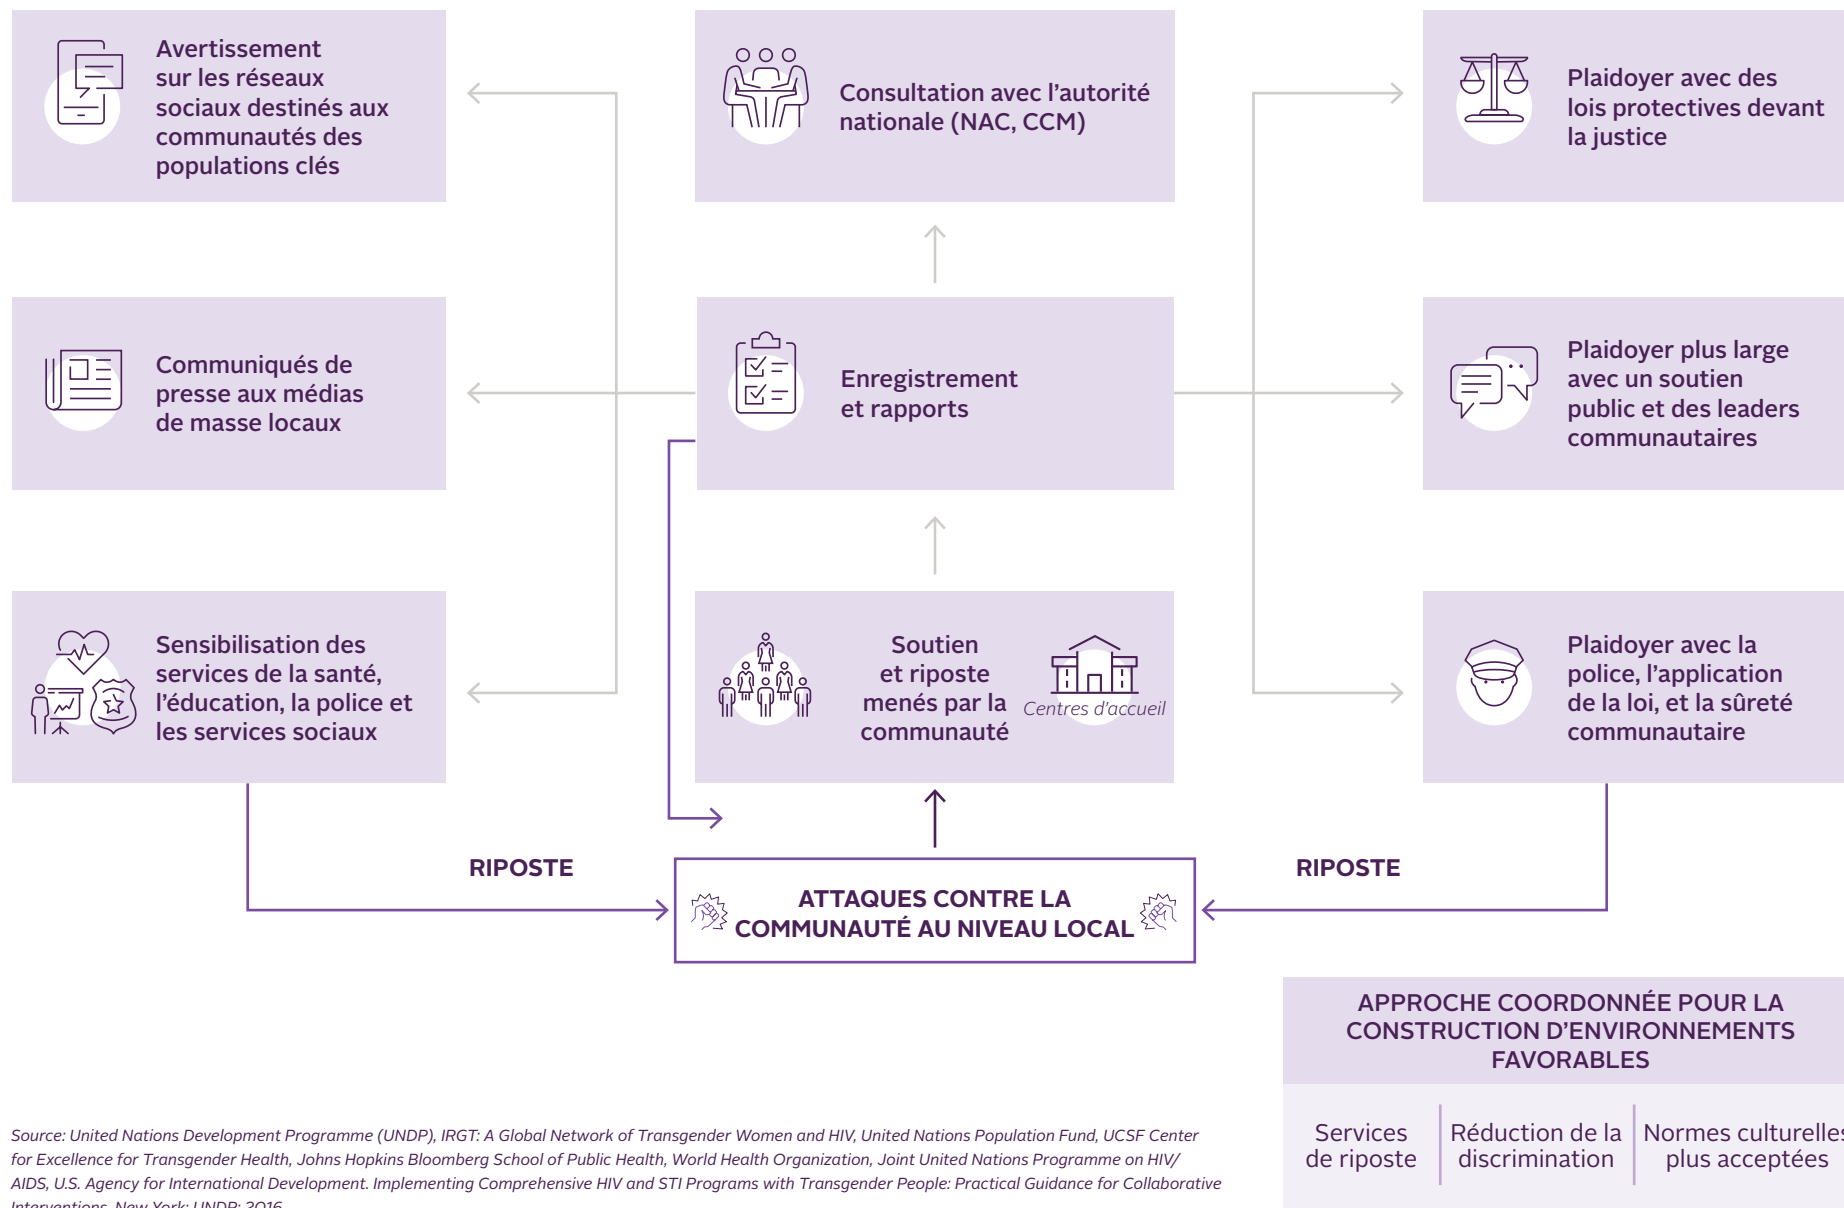 Avertissement
sur les réseaux
sociaux destinés aux
communautés des
populations clés
Consultation avec l'autorité
nationale (NAC, CCM)
Plaidoyer avec des
lois protectives devant
la justice
Communiqués de
presse aux médias
de masse locaux
Enregistrement
et rapports
Plaidoyer plus large
avec un soutien
public et des leaders
communautaires
Sensibilisation des
services de la santé,
l'éducation, la police et
les services sociaux
Soutien
et riposte
menés par la
communauté
Centres d'accueil
Plaidoyer avec la
police, l'application
de la loi, et la sûreté
communautaire
RIPOSTE
RIPOSTE
ATTAQUES CONTRE LA
COMMUNAUTÉ AU NIVEAU LOCAL
APPROCHE COORDONNÉE POUR LA
CONSTRUCTION D'ENVIRONNEMENTS
FAVORABLES
Services
de riposte
Réduction de la
discrimination
Normes culturelles
plus acceptées
Source: United Nations Development Programme (UNDP), IRGT: A Global Network of Transgender Women and HIV, United Nations Population Fund, UCSF Center
for Excellence for Transgender Health, Johns Hopkins Bloomberg School of Public Health, World Health Organization, Joint United Nations Programme on HIV/
AIDS, U.S. Agency for International Development. Implementing Comprehensive HIV and STI Programs with Transgender People: Practical Guidance for Collaborative
Interventions. New York: UNDP; 2016.